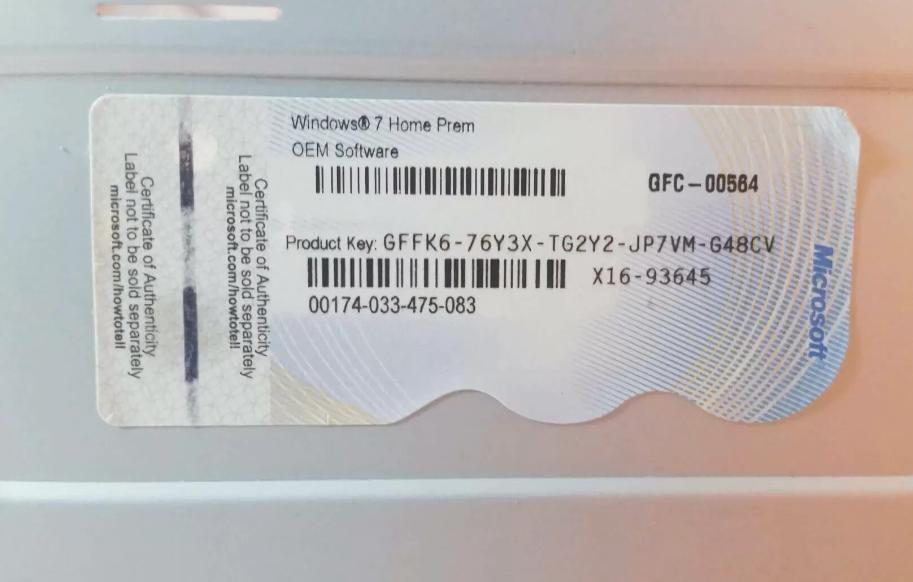 Windows® 7 Home Prem
OEM Software
GFC-00564
Product Key: GFFK6-76Y3X-TG2Y2-JP7VM-G48CV
X16-93645
00174-033-475-083
Microsoft
Certificate of Authenticity
Label not to be sold separately
microsoft.com/howtotell
Certificate of Authenticity
Label not to be sold separately
microsoft.com/howtotell